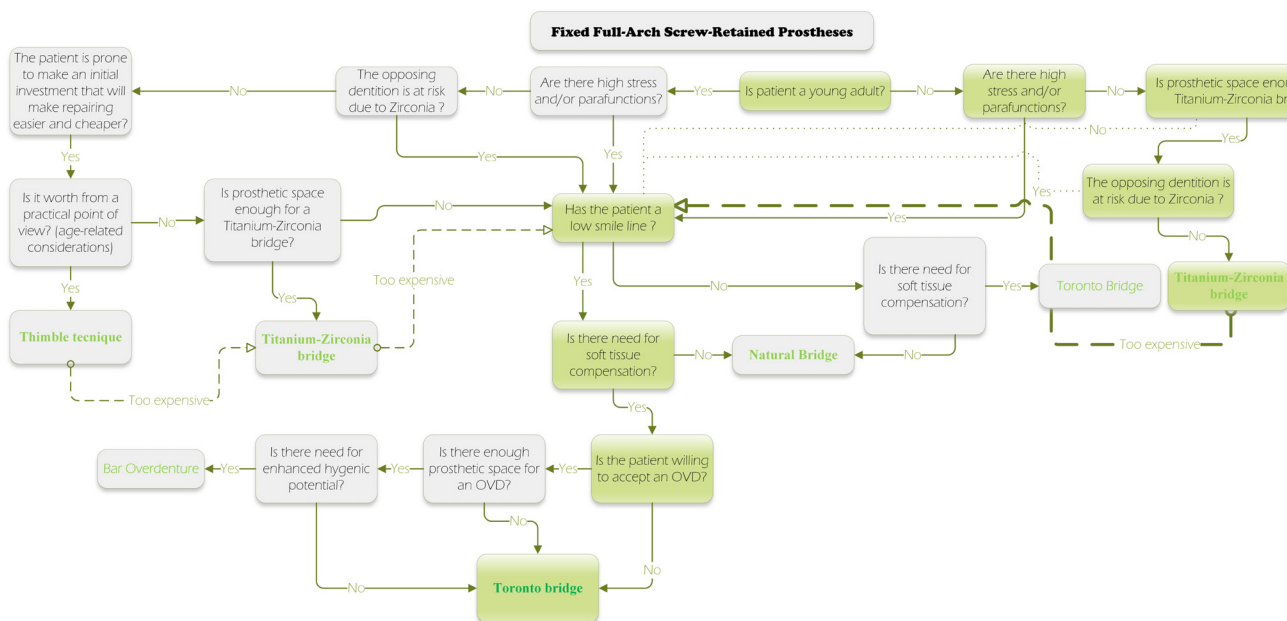 Fixed Full-Arch Screw-Retained Prostheses
The patient is prone
to make an initial
investment that will
make repairing
easier and cheaper?
No
The opposing
dentition is at risk
due to Zirconia ?
No
Are there high stress
and/or parafunctions?
Yes
Is patient a young adult?
No
Are there high
stress and/or
parafunctions?
No
Is prosthetic space eno
Titanium-Zirconia
br
No
Yes
Yes
Yes
Yes
Is it worth from a
practical point of
view? (age-related
considerations)
No
Is prosthetic space
enough for a
Titanium-Zirconia
bridge?
No
Has the patient a
low smile line ?
Yes
Yes
The opposing dentition is
at risk due to Zirconia ?
No
Too expensive
Yes
Yes
Yes
No
Is there need for
soft tissue
compensation?
Yes
Toronto Bridge
Titanium-Zirconia
bridge
Thimble tecnique
Titanium-Zirconia
bridge
Too expensive
Is there need for
soft tissue
compensation?
No
Natural Bridge
No
Too expensive
Yes
Bar Overdenture
Yes
Is there need for
enhanced hygenic
potential?
Yes
Is there enough
prosthetic space for
an OVD?
Yes
Is the patient willing
to accept an OVD?
No
No
No
Toronto bridge